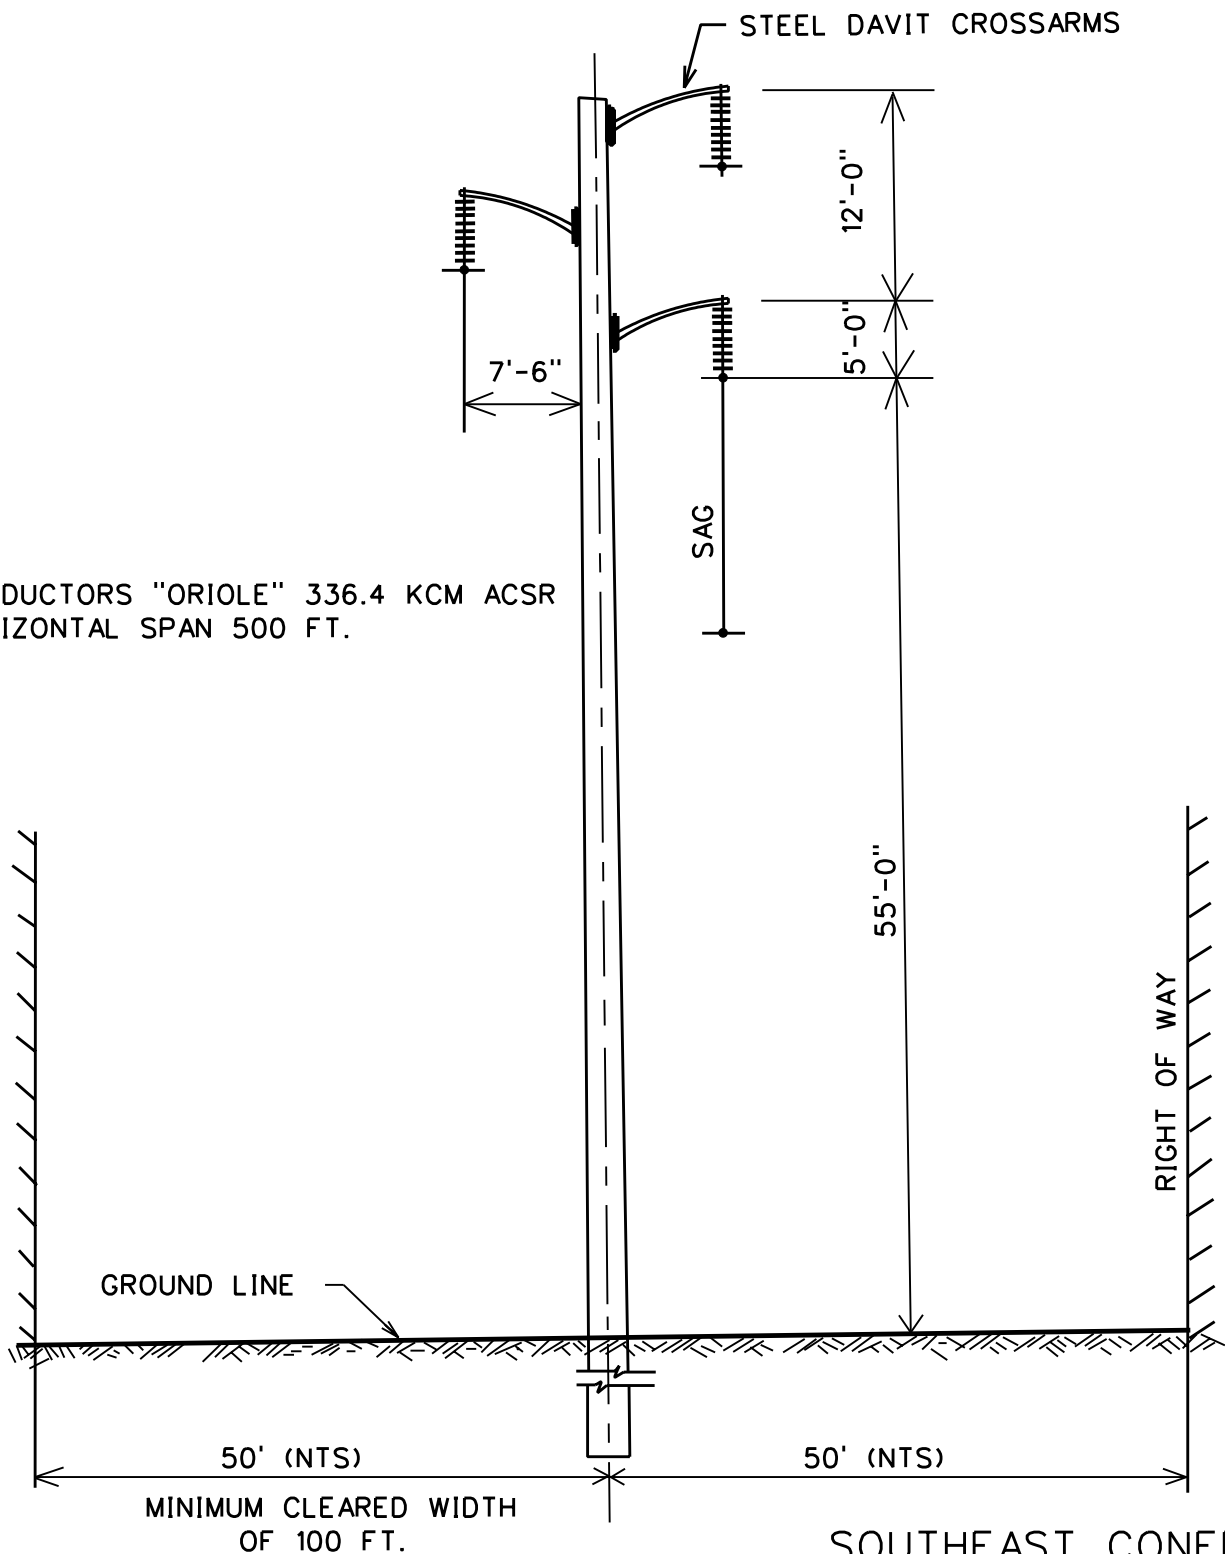 STEEL DAVIT CROSSARMS
12'-0"
5'-0"
7'-6"
SAG
DUCTORS "ORIOLE" 336.4 KCM ACSR
IZONTAL SPAN 500 FT.
55'-0"
RIGHT OF WAY
GROUND LINE
50' (NTS)
50' (NTS)
MINIMUM CLEARED WIDTH
OF 100 FT.
SOUTHEAST